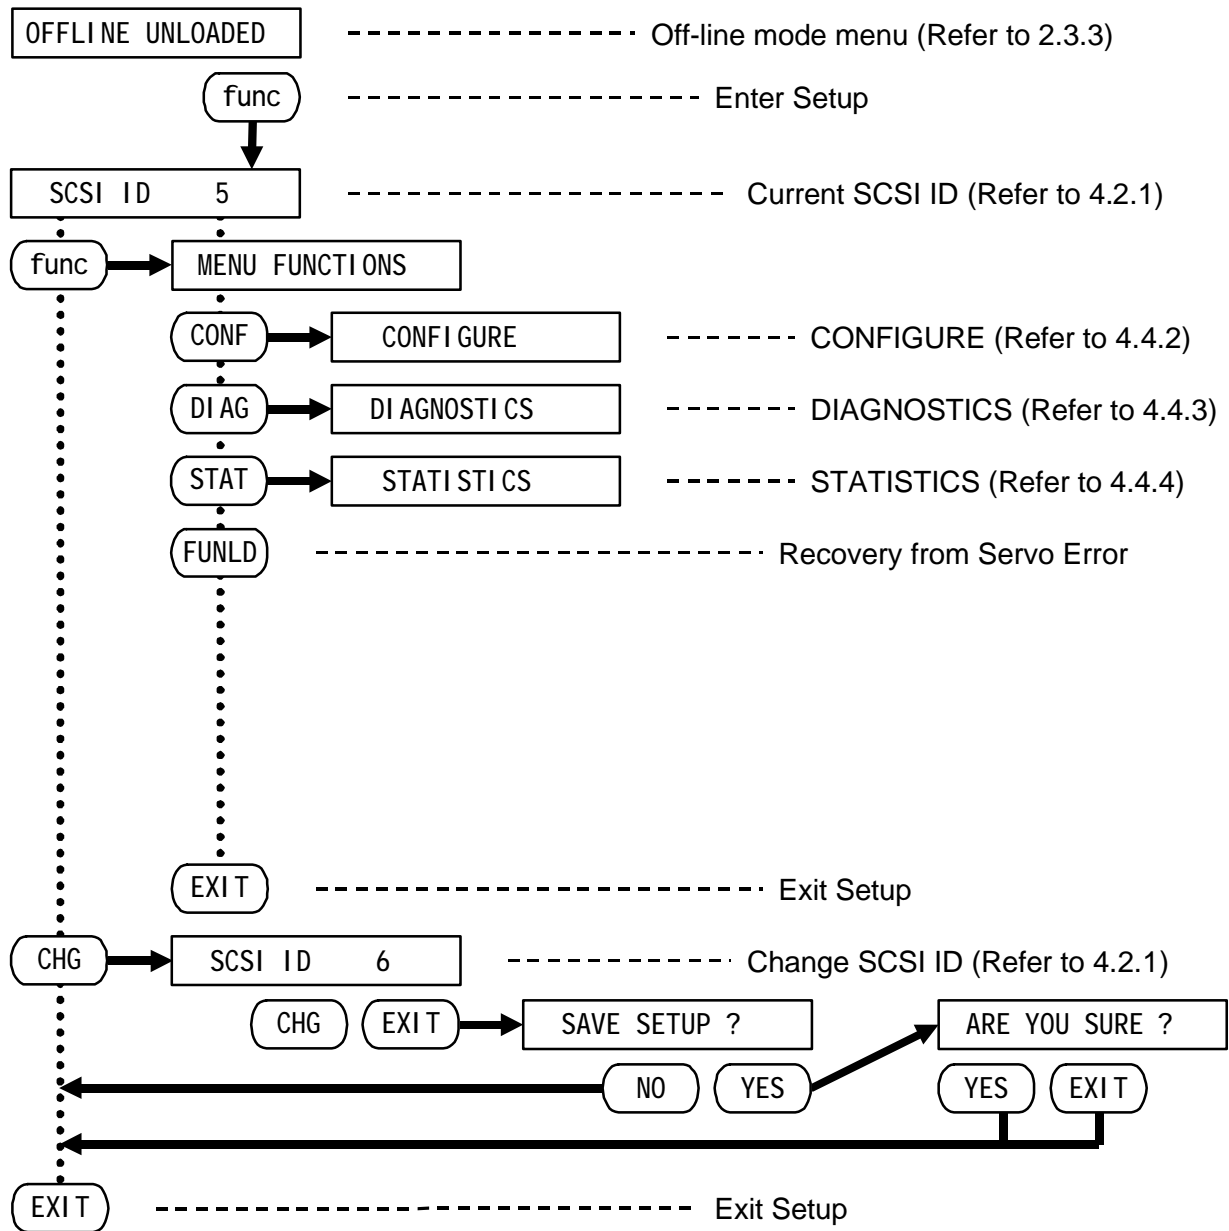 OFFLINE UNLOADED Off-line mode menu (Refer to 2.3.3)
func Enter Setup
SCSI ID 5 Current SCSI ID (Refer to 4.2.1)
func MENU FUNCTIONS
CONF CONFIGURE CONFIGURE (Refer to 4.4.2)
DIAG DIAGNOSTICS DIAGNOSTICS (Refer to 4.4.3)
STAT STATISTICS STATISTICS (Refer to 4.4.4)
FUNLD Recovery from Servo Error
EXIT Exit Setup
CHG SCSI ID 6 Change SCSI ID (Refer to 4.2.1)
CHG EXIT SAVE SETUP ? ARE YOU SURE ?
NO YES YES EXIT
EXIT Exit Setup